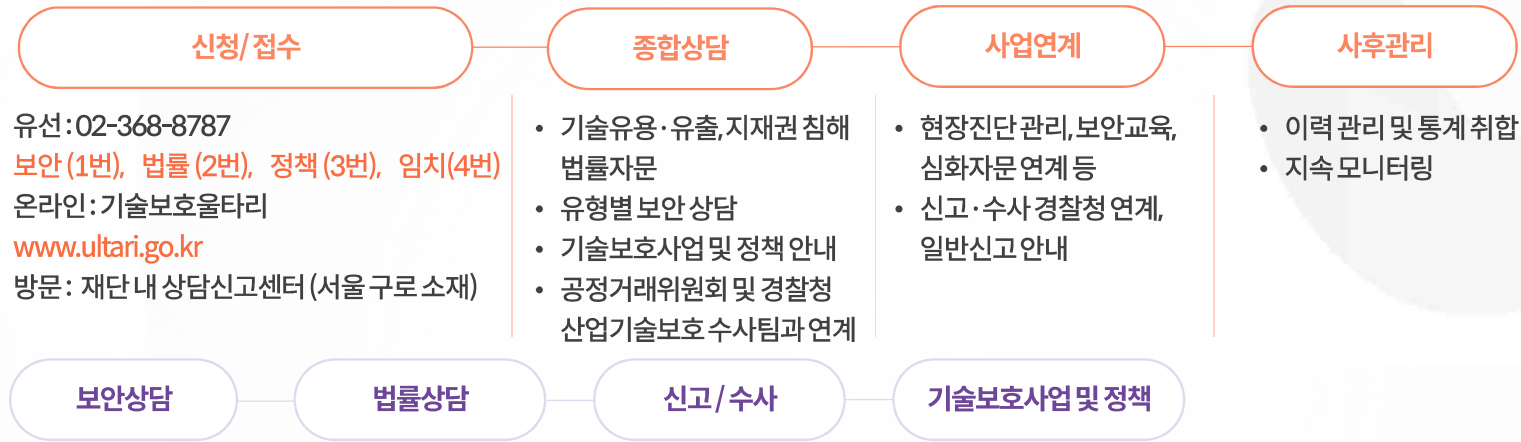 신청/ 접수
종합상담
사업연계
사후관리
유선 : 02-368-8787
보안 (1번), 법률 (2번), 정책 (3번), 임치(4번)
온라인 : 기술보호울타리
www.ultari.go.kr
방문 : 재단 내 상담신고센터 (서울 구로 소재)
• 기술유용·유출, 지재권 침해
법률자문
• 유형별 보안 상담
• 기술보호사업 및 정책 안내
• 공정거래위원회 및 경찰청
산업기술보호 수사팀과 연계
• 현장진단 관리, 보안교육,
심화자문 연계 등
• 신고·수사 경찰청 연계,
일반신고 안내
• 이력 관리 및 통계 취합
• 지속 모니터링
보안상담
법률상담
신고 / 수사
기술보호사업 및 정책